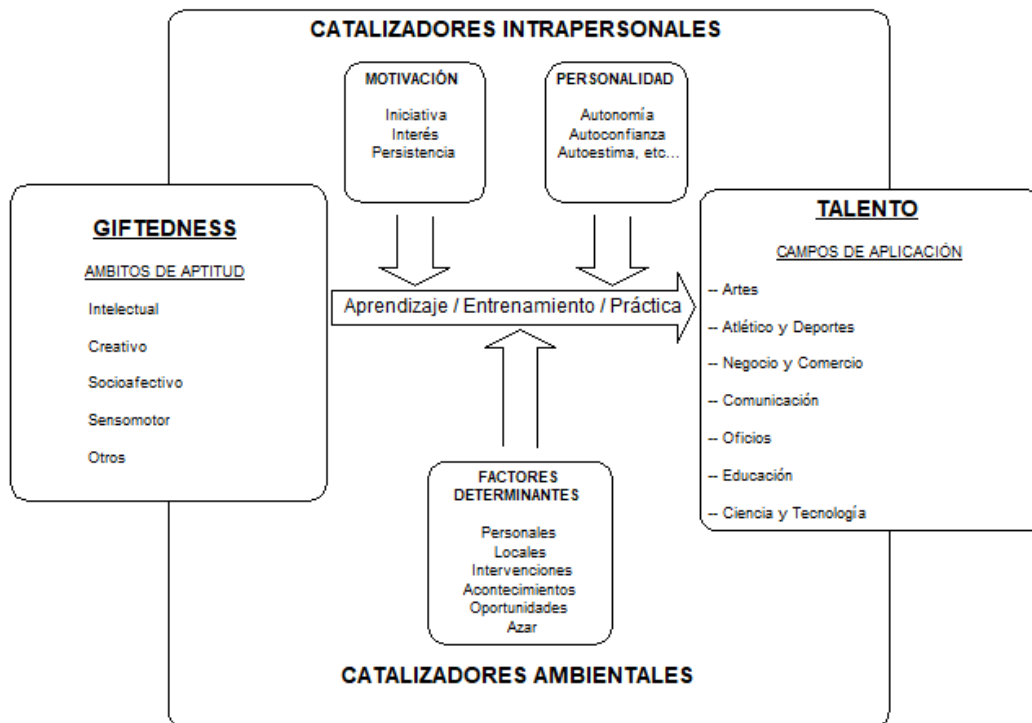 CATALIZADORES INTRAPERSONALES
MOTIVACIÓN
Iniciativa
Interés
Persistencia
PERSONALIDAD
Autonomía
Autoconfianza
Autoestima, etc...
GIFTEDNESS
AMBITOS DE APTITUD
Intelectual
Creativo
Socioafectivo
Sensomotor
Otros
Aprendizaje / Entrenamiento / Práctica
TALENTO
CAMPOS DE APLICACIÓN
-- Artes
-- Atlético y Deportes
-- Negocio y Comercio
-- Comunicación
-- Oficios
-- Educación
-- Ciencia y Tecnología
FACTORES
DETERMINANTES
Personales
Locales
Intervenciones
Acontecimientos
Oportunidades
Azar
CATALIZADORES AMBIENTALES